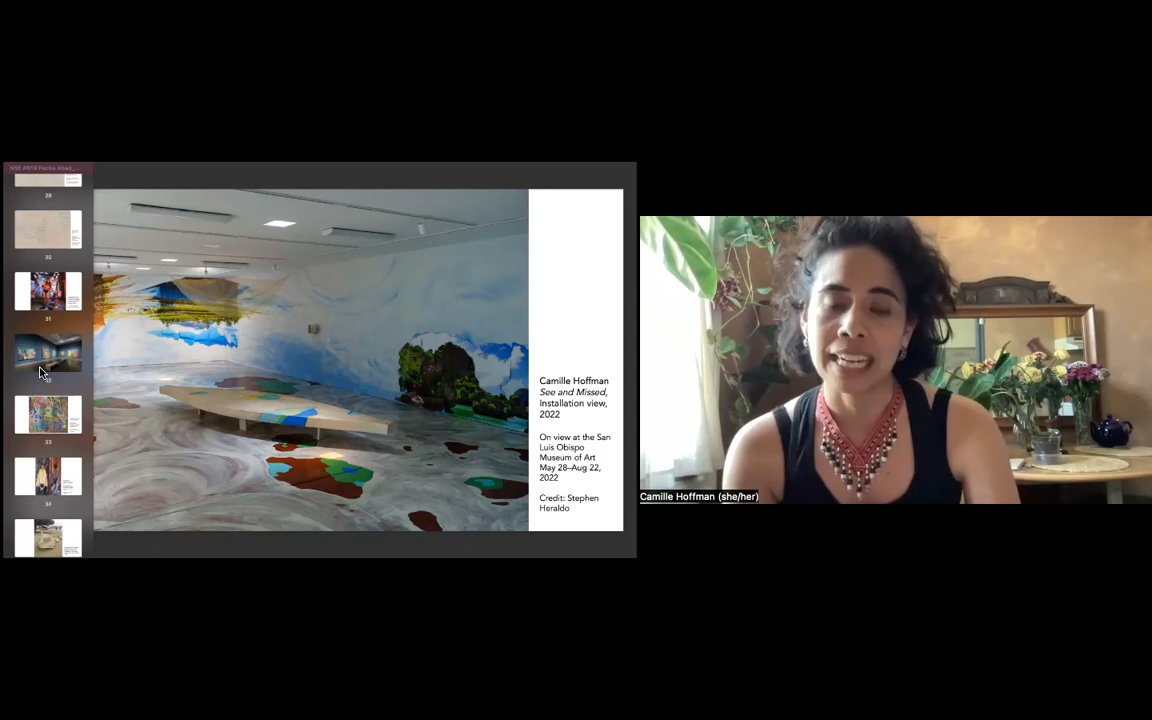 29
30
31
32
33
34
Camille Hoffman
See and Missed,
Installation view,
2022
On view at the San
Luis Obispo
Museum of Art
May 28–Aug 22,
2022
Credit: Stephen
Heraldo
Camille Hoffman (she/her)